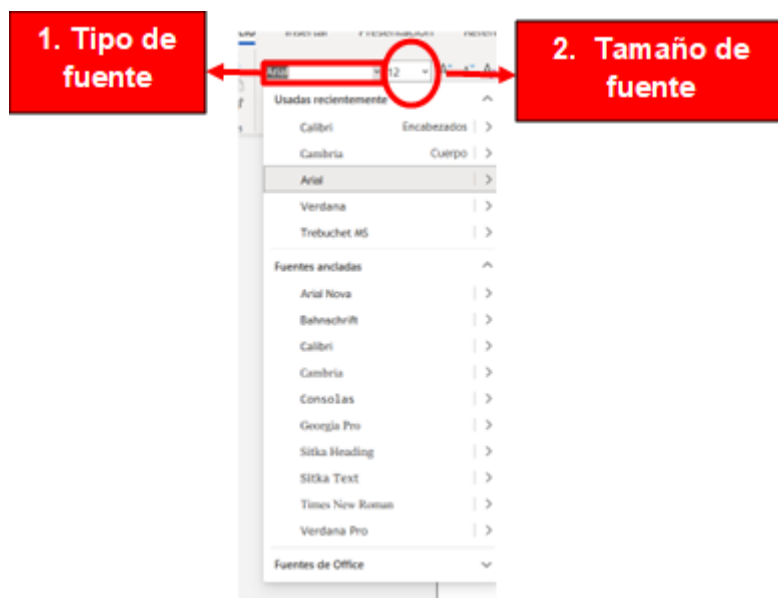 1. Tipo de
fuente
2. Tamaño de
fuente
Insertar Presentación
Arial 12
Usadas recientemente
Calibri Encabezados
Cambria Cuerpo
Arial
Verdana
Trebuchet MS
Fuentes ancladas
Arial Nova
Bahnschrift
Calibri
Cambria
Consolas
Georgia Pro
Sitka Heading
Sitka Text
Times New Roman
Verdana Pro
Fuentes de Office